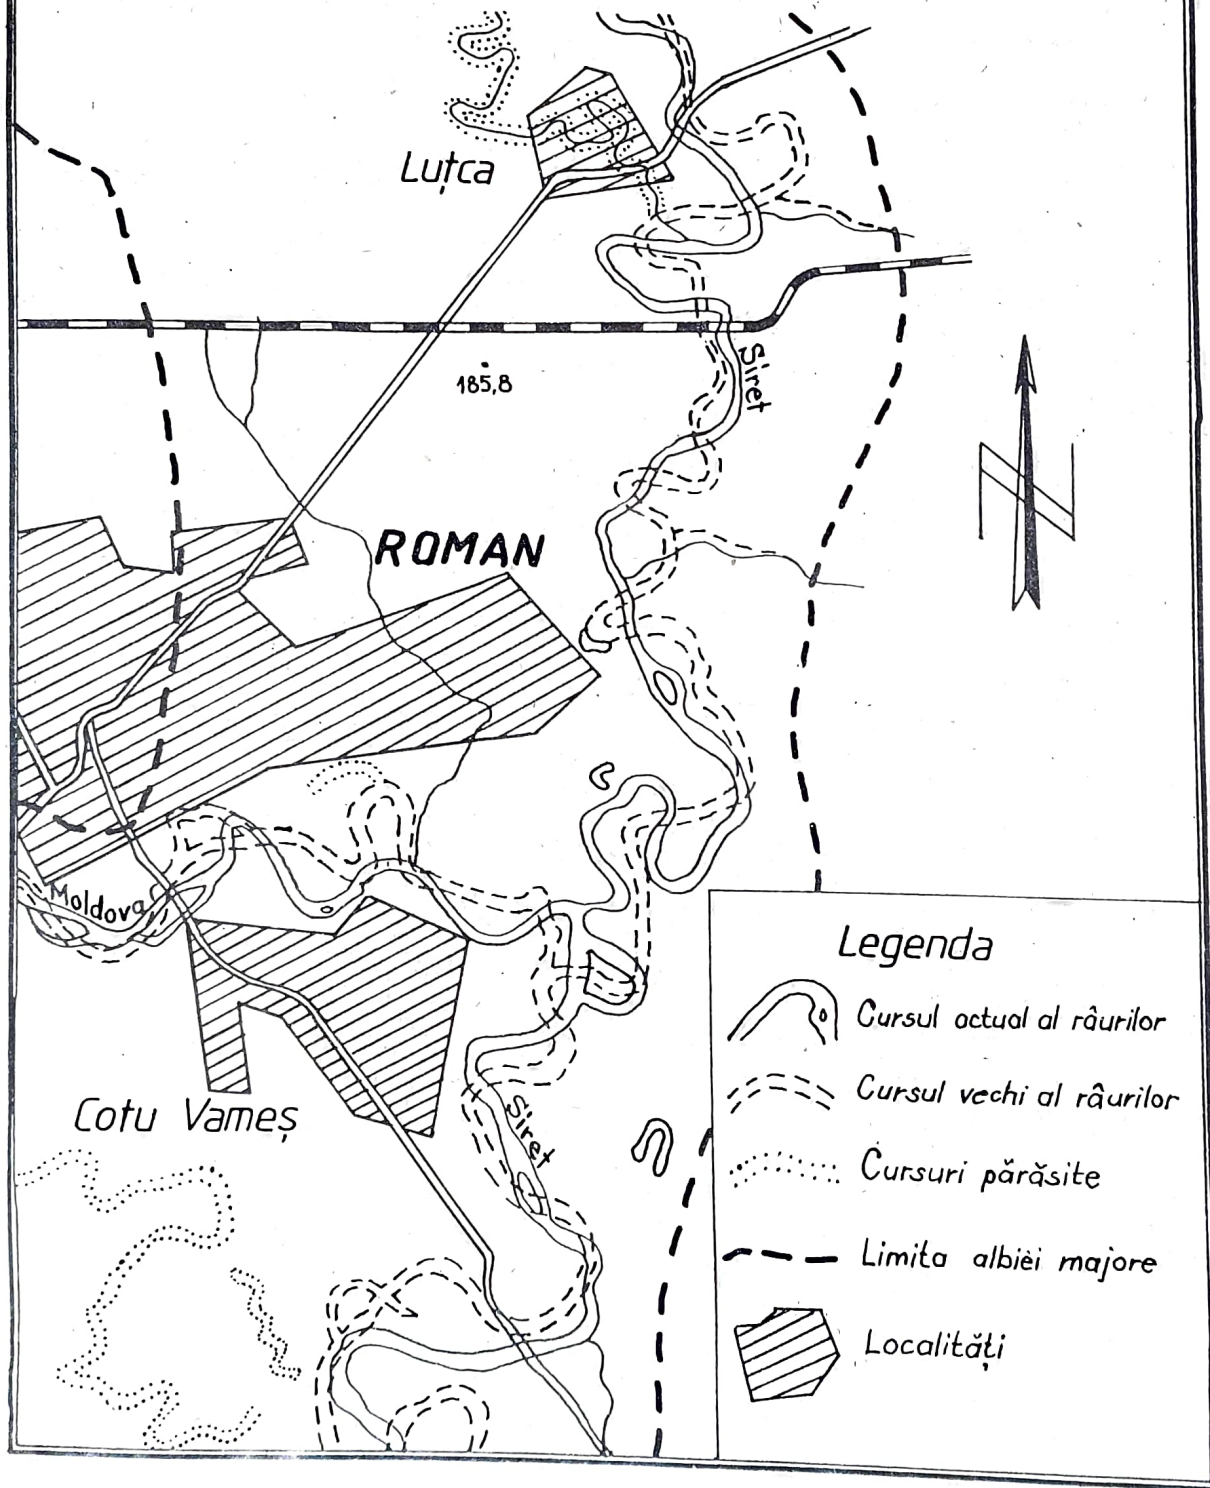 Luțca
185,8
Siret
ROMAN
Moldova
Cotu Vameș
Siret
N
Legenda
Cursul actual al râurilor
Cursul vechi al râurilor
Cursuri părăsite
Limita albiei majore
Localități